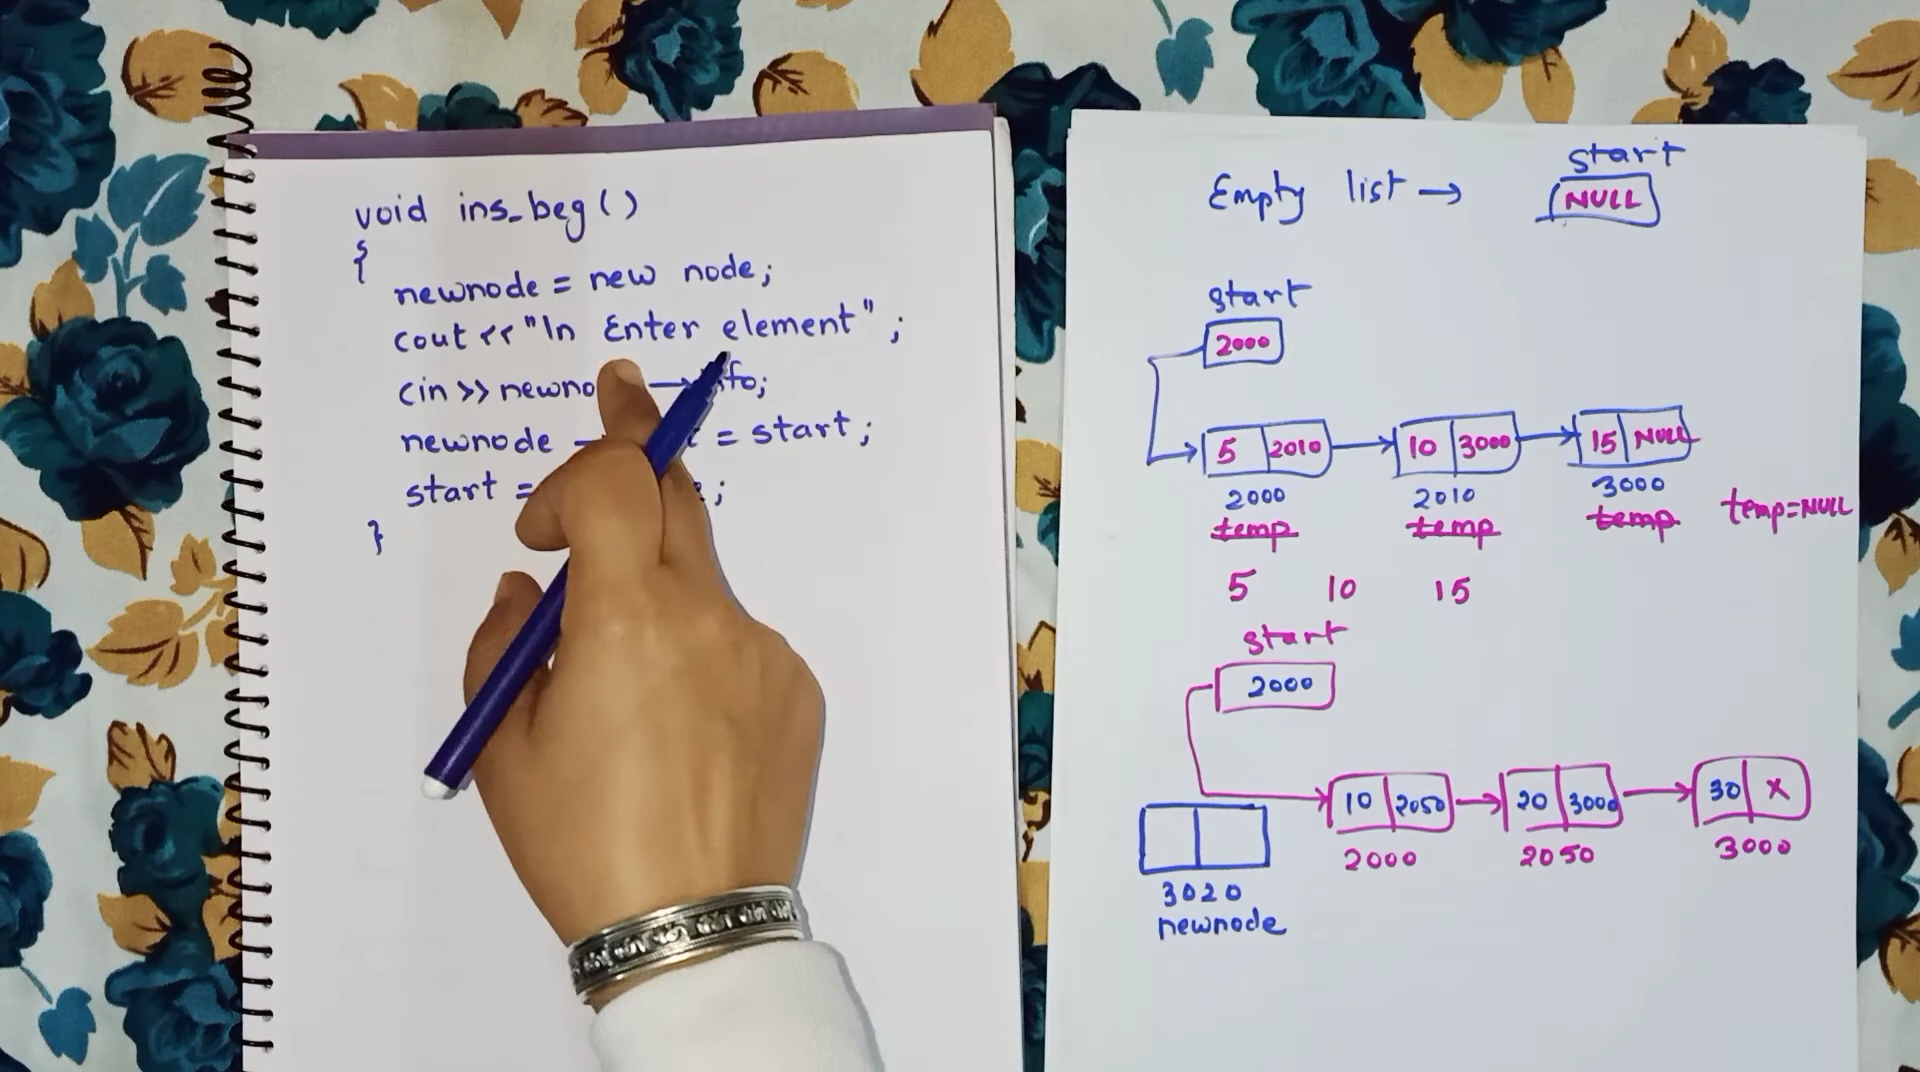 void ins_beg()
{
newnode = new node;
cout << "\n Enter element";
cin >> newno → info;
newnode = start;
start = ;
}
Empty list →
start
NULL
start
2000
5 2010 → 10 3000 → 15 NULL
2000 2010 3000
temp temp temp temp=NULL
5 10 15
start
2000
10 2050 → 20 3000 → 30 X
2000 2050 3000
3020
newnode